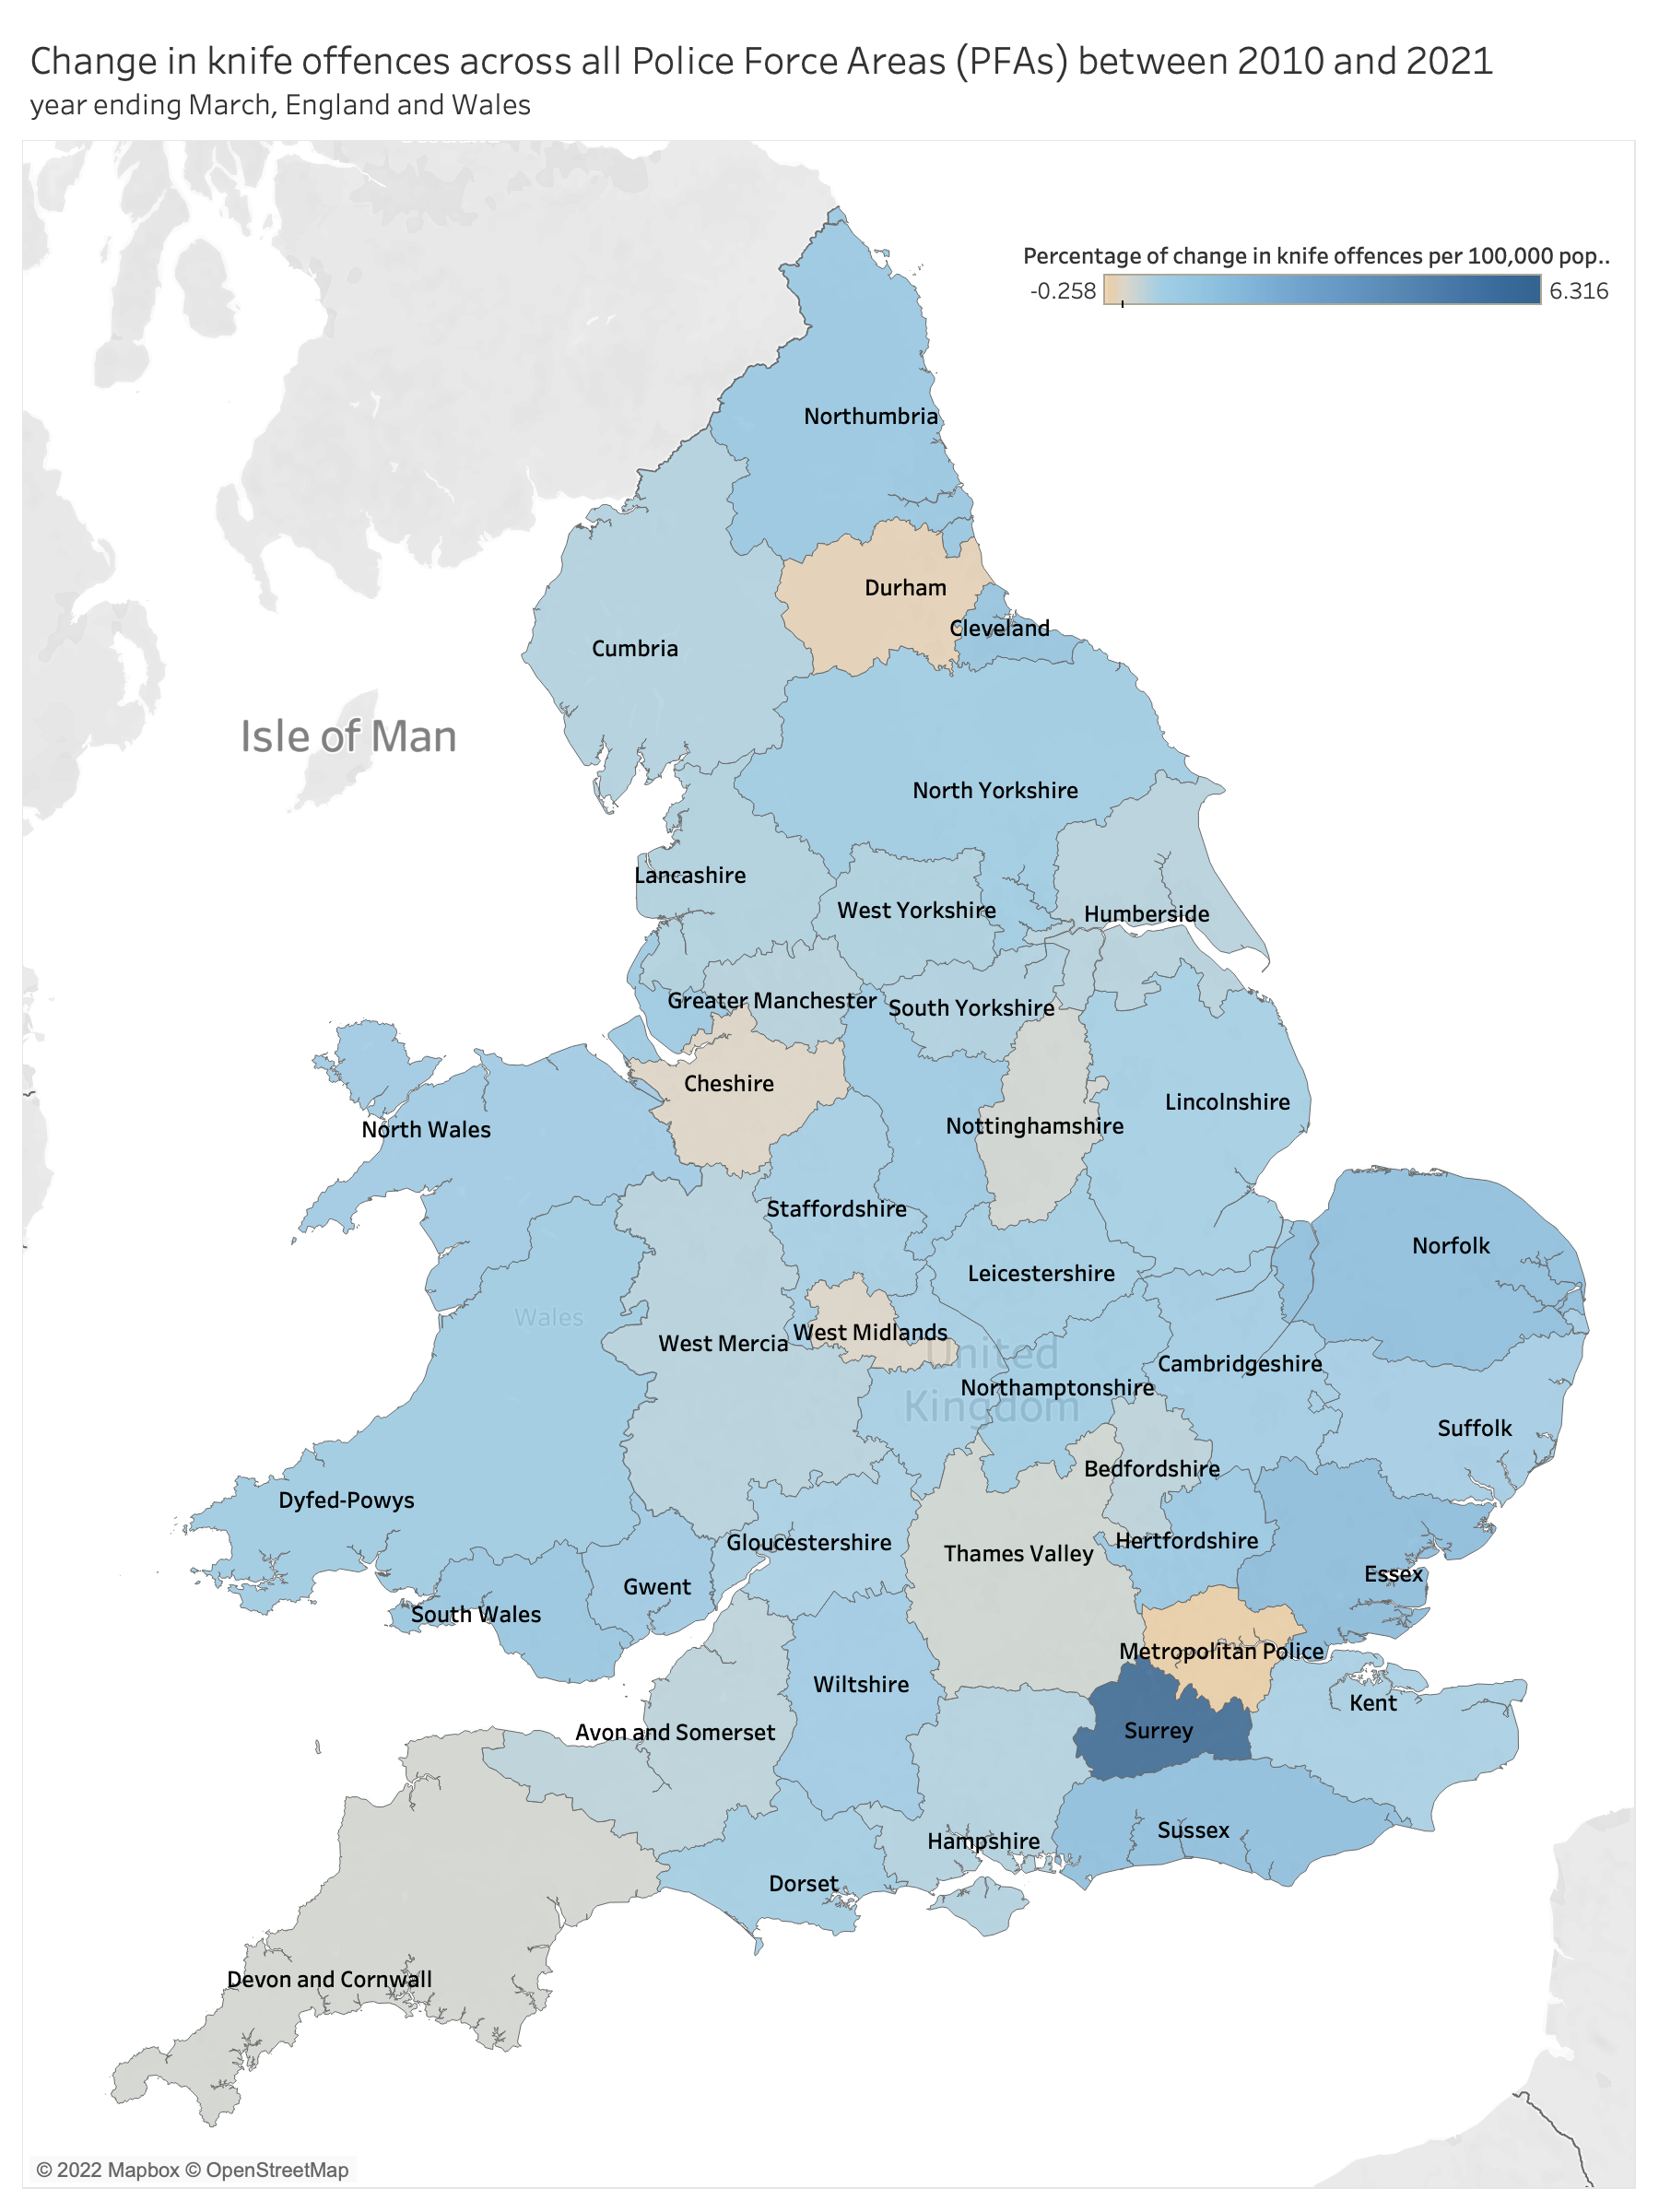 Change in knife offences across all Police Force Areas (PFAs) between 2010 and 2021
year ending March, England and Wales
Percentage of change in knife offences per 100,000 pop..
-0.258
6.316
Northumbria
Durham
Cleveland
Cumbria
Isle of Man
North Yorkshire
Lancashire
West Yorkshire
Humberside
Greater Manchester
South Yorkshire
Cheshire
Lincolnshire
Nottinghamshire
North Wales
Staffordshire
Norfolk
Leicestershire
Wales
West Midlands
West Mercia
United
Kingdom
Cambridgeshire
Northamptonshire
Suffolk
Bedfordshire
Dyfed-Powys
Gloucestershire
Hertfordshire
Thames Valley
Essex
Gwent
South Wales
Metropolitan Police
Wiltshire
Kent
Avon and Somerset
Surrey
Sussex
Hampshire
Dorset
Devon and Cornwall
© 2022 Mapbox © OpenStreetMap